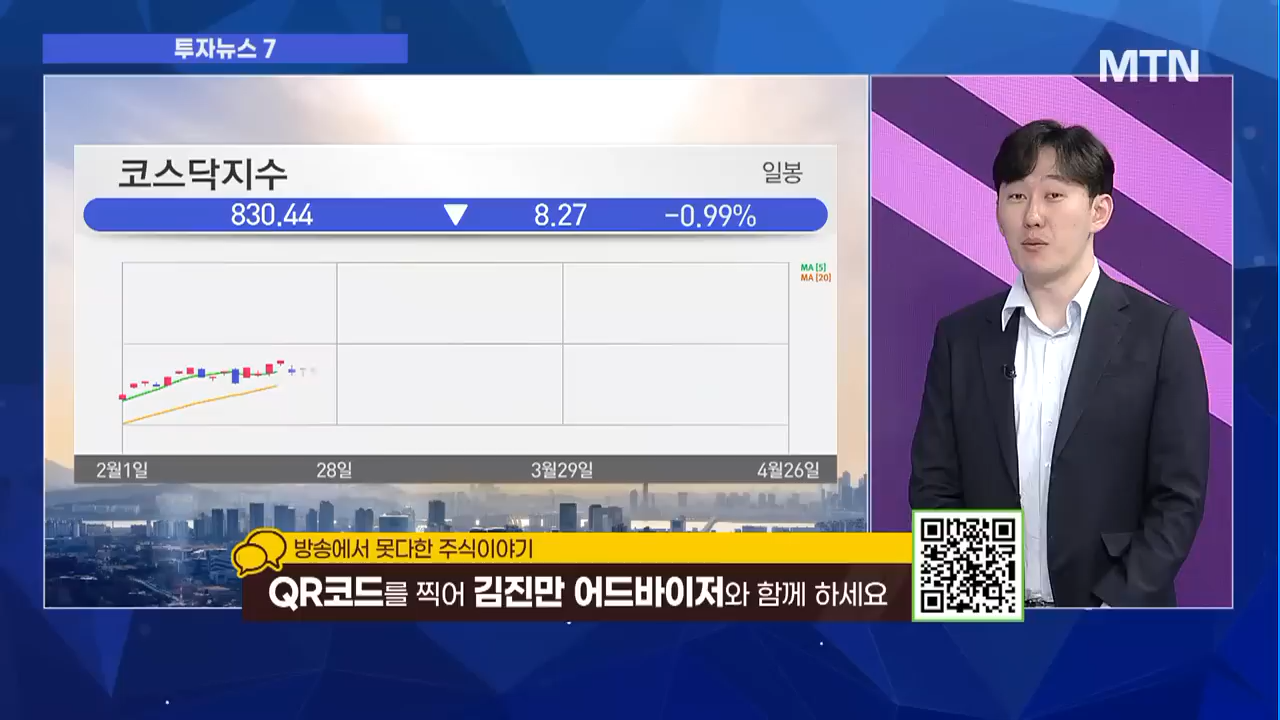 투자뉴스 7
MTN
코스닥지수
일봉
830.44 ▼ 8.27 -0.99%
MA [5]
MA [20]
2월1일 28일 3월29일 4월26일
방송에서 못다한 주식이야기
QR코드를 찍어 김진만 어드바이저와 함께 하세요